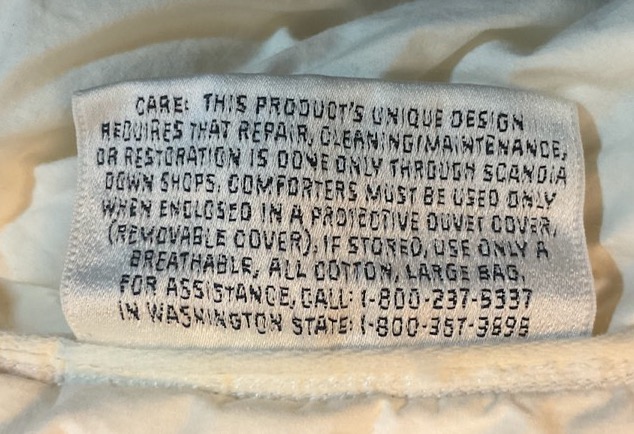 CARE: THIS PRODUCT'S UNIQUE DESIGN
REQUIRES THAT REPAIR, CLEANING/MAINTENANCE,
OR RESTORATION IS DONE ONLY THROUGH SCANDIA
DOWN SHOPS. COMFORTERS MUST BE USED ONLY
WHEN ENCLOSED IN A PROTECTIVE DUVET COVER,
(REMOVABLE COVER). IF STORED, USE ONLY A
BREATHABLE, ALL COTTON, LARGE BAG.
FOR ASSISTANCE, CALL: 1-800-237-5337
IN WASHINGTON STATE: 1-800-367-3898